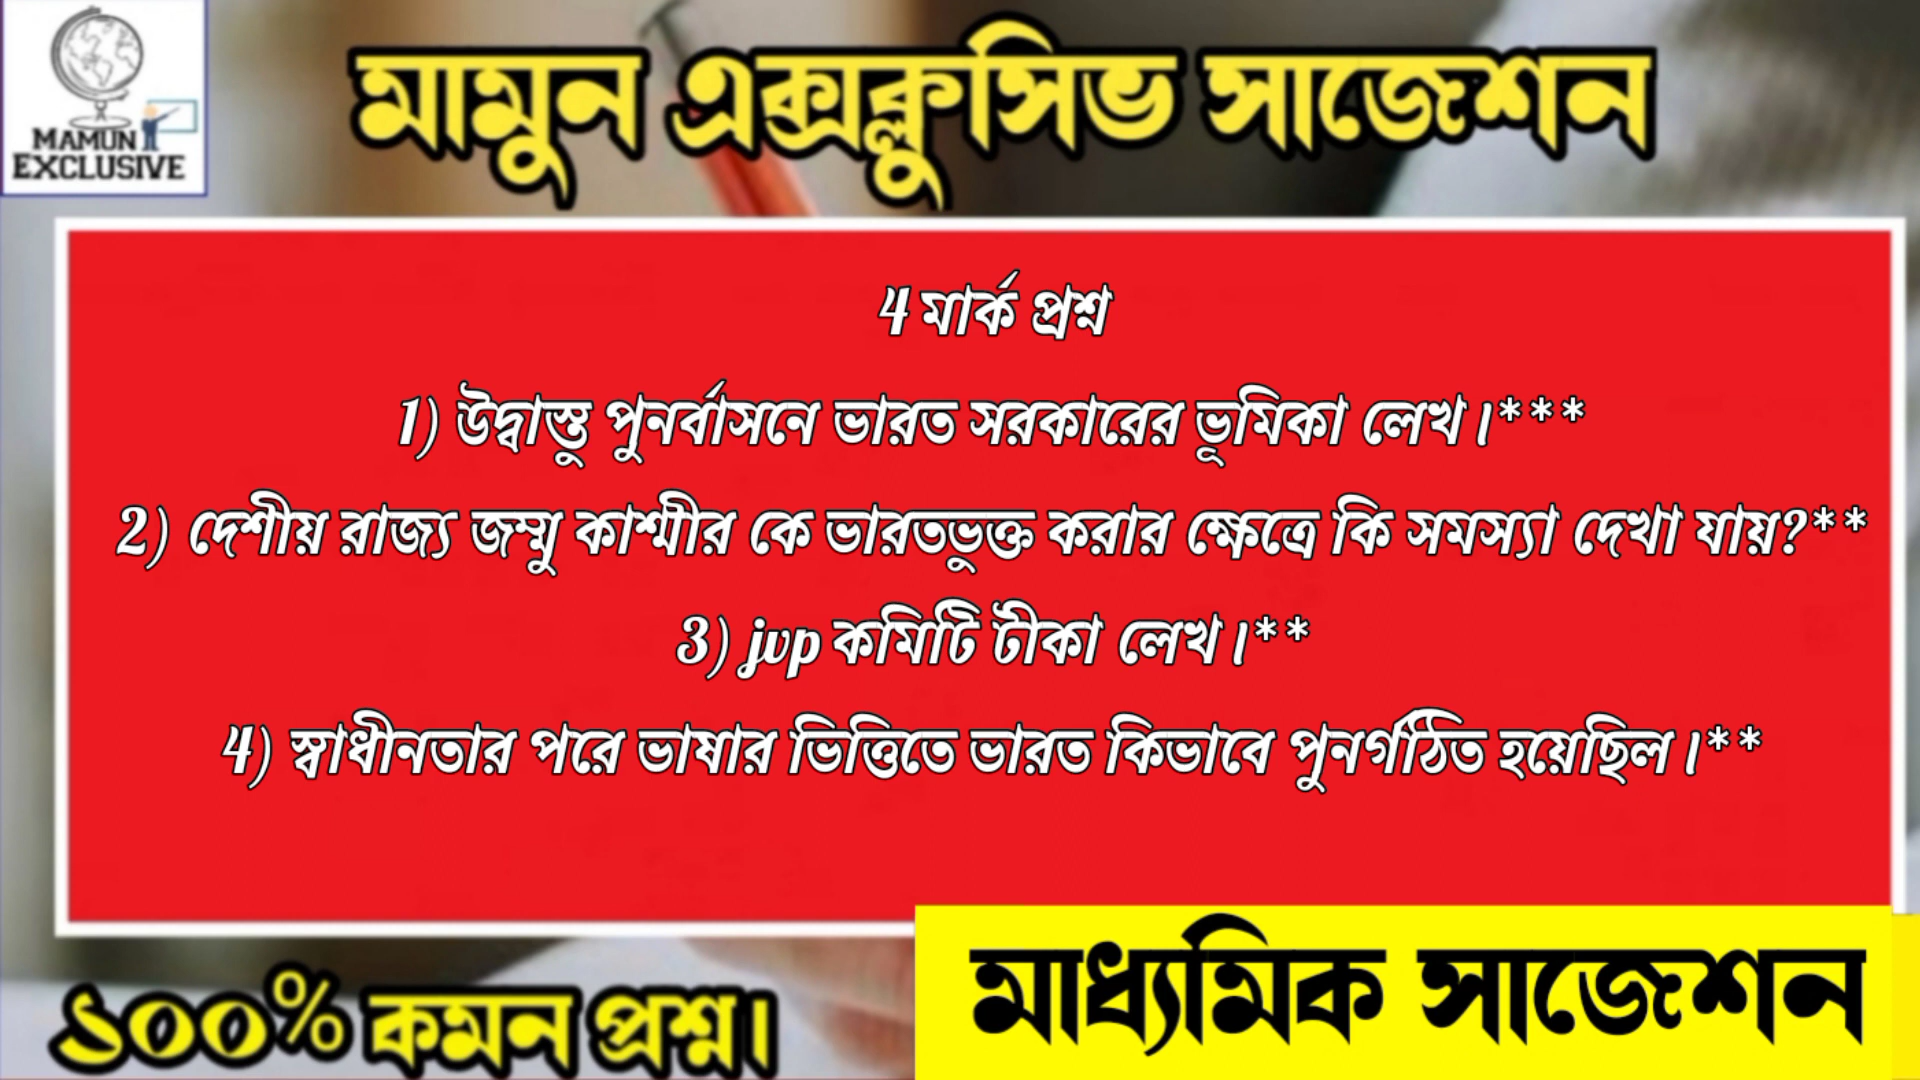 MAMUN
EXCLUSIVE
মামুন এক্সক্লুসিভ সাজেশন
4 মার্ক প্রশ্ন
1) উদ্বাস্তু পুনর্বাসনে ভারত সরকারের ভূমিকা লেখ।***
2) দেশীয় রাজ্য জম্মু কাশ্মীর কে ভারতভুক্ত করার ক্ষেত্রে কি সমস্যা দেখা যায়?**
3) jvp কমিটি টীকা লেখ।**
4) স্বাধীনতার পরে ভাষার ভিত্তিতে ভারত কিভাবে পুনর্গঠিত হয়েছিল।**
১০০% কমন প্রশ্ন।
মাধ্যমিক সাজেশন